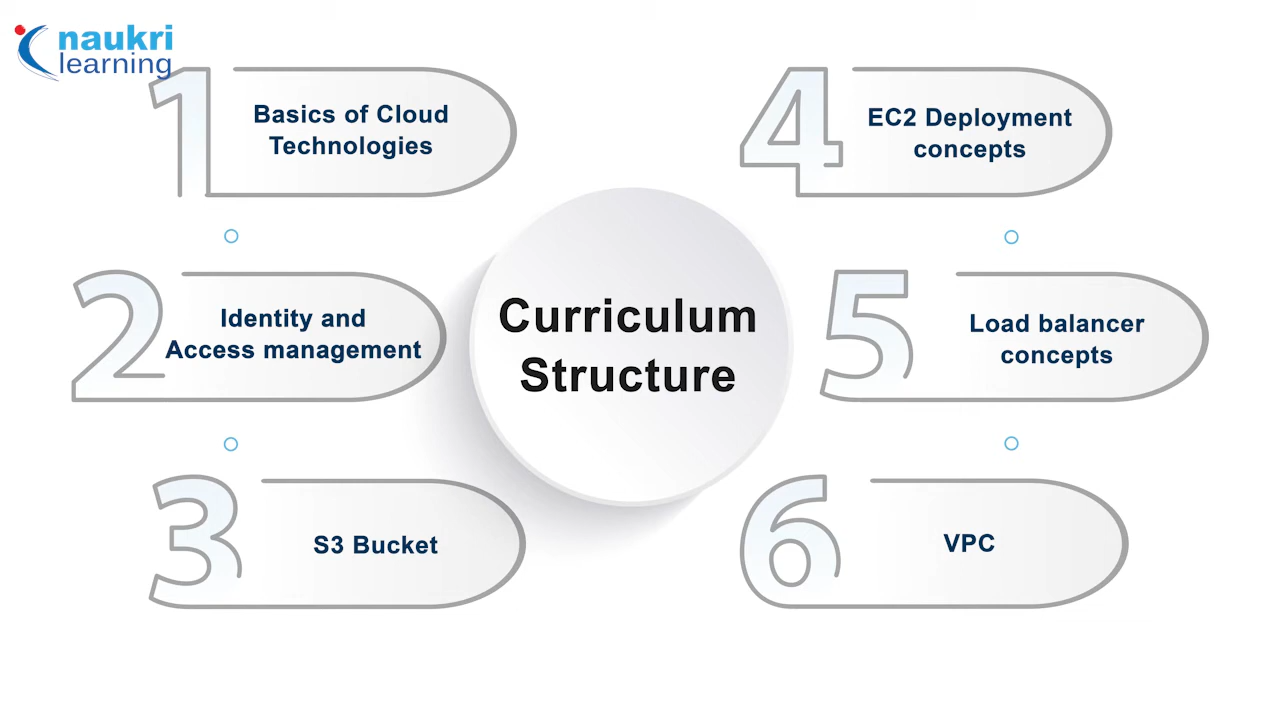 naukri
learning
1
Basics of Cloud
Technologies
2
Identity and
Access management
3
S3 Bucket
Curriculum
Structure
4
EC2 Deployment
concepts
5
Load balancer
concepts
6
VPC